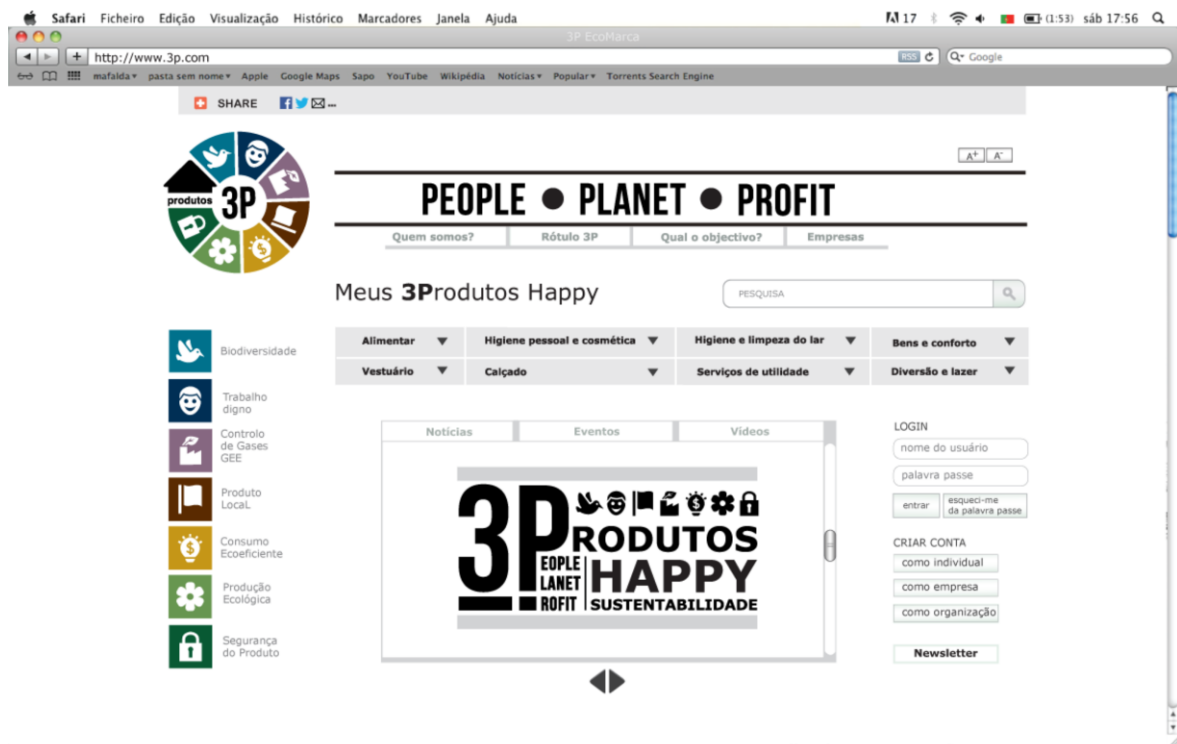 Safari Ficheiro Edição Visualização Histórico Marcadores Janela Ajuda
17 (1:53) sáb 17:56
3P EcoMarca
http://www.3p.com
RSS
Google
mafalda pasta sem nome Apple Google Maps Sapo YouTube Wikipédia Notícias Popular Torrents Search Engine
SHARE
...
A+ A-
produtos
3P
PEOPLE ● PLANET ● PROFIT
Quem somos? Rótulo 3P Qual o objectivo? Empresas
Meus 3Produtos Happy
PESQUISA
Alimentar ▼ Higiene pessoal e cosmética ▼ Higiene e limpeza do lar ▼ Bens e conforto ▼
Vestuário ▼ Calçado ▼ Serviços de utilidade ▼ Diversão e lazer ▼
Biodiversidade
Trabalho
digno
Controlo
de Gases
GEE
Produto
LocaL
Consumo
Ecoeficiente
Produção
Ecológica
Segurança
do Produto
Notícias Eventos Vídeos
3PRODUTOS
HAPPY
SUSTENTABILIDADE
EOPLE
LANET
ROFIT
LOGIN
nome do usuário
palavra passe
entrar
esqueci-me
da palavra passe
CRIAR CONTA
como individual
como empresa
como organização
Newsletter